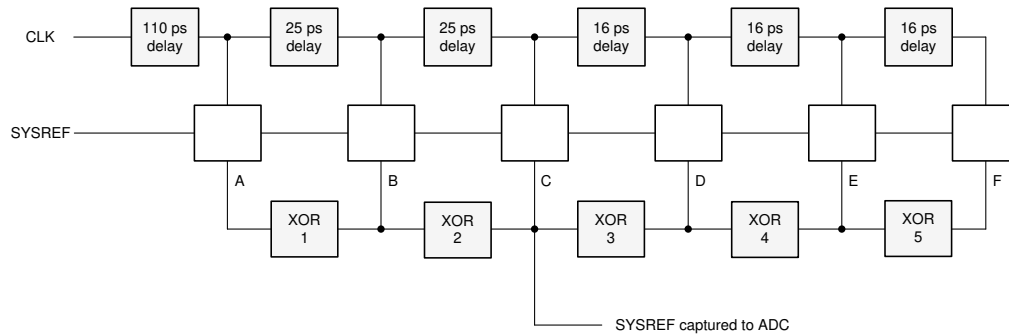 110 ps
delay
25 ps
delay
25 ps
delay
16 ps
delay
16 ps
delay
16 ps
delay
CLK
SYSREF
A
B
C
D
E
F
XOR
1
XOR
2
XOR
3
XOR
4
XOR
5
SYSREF captured to ADC